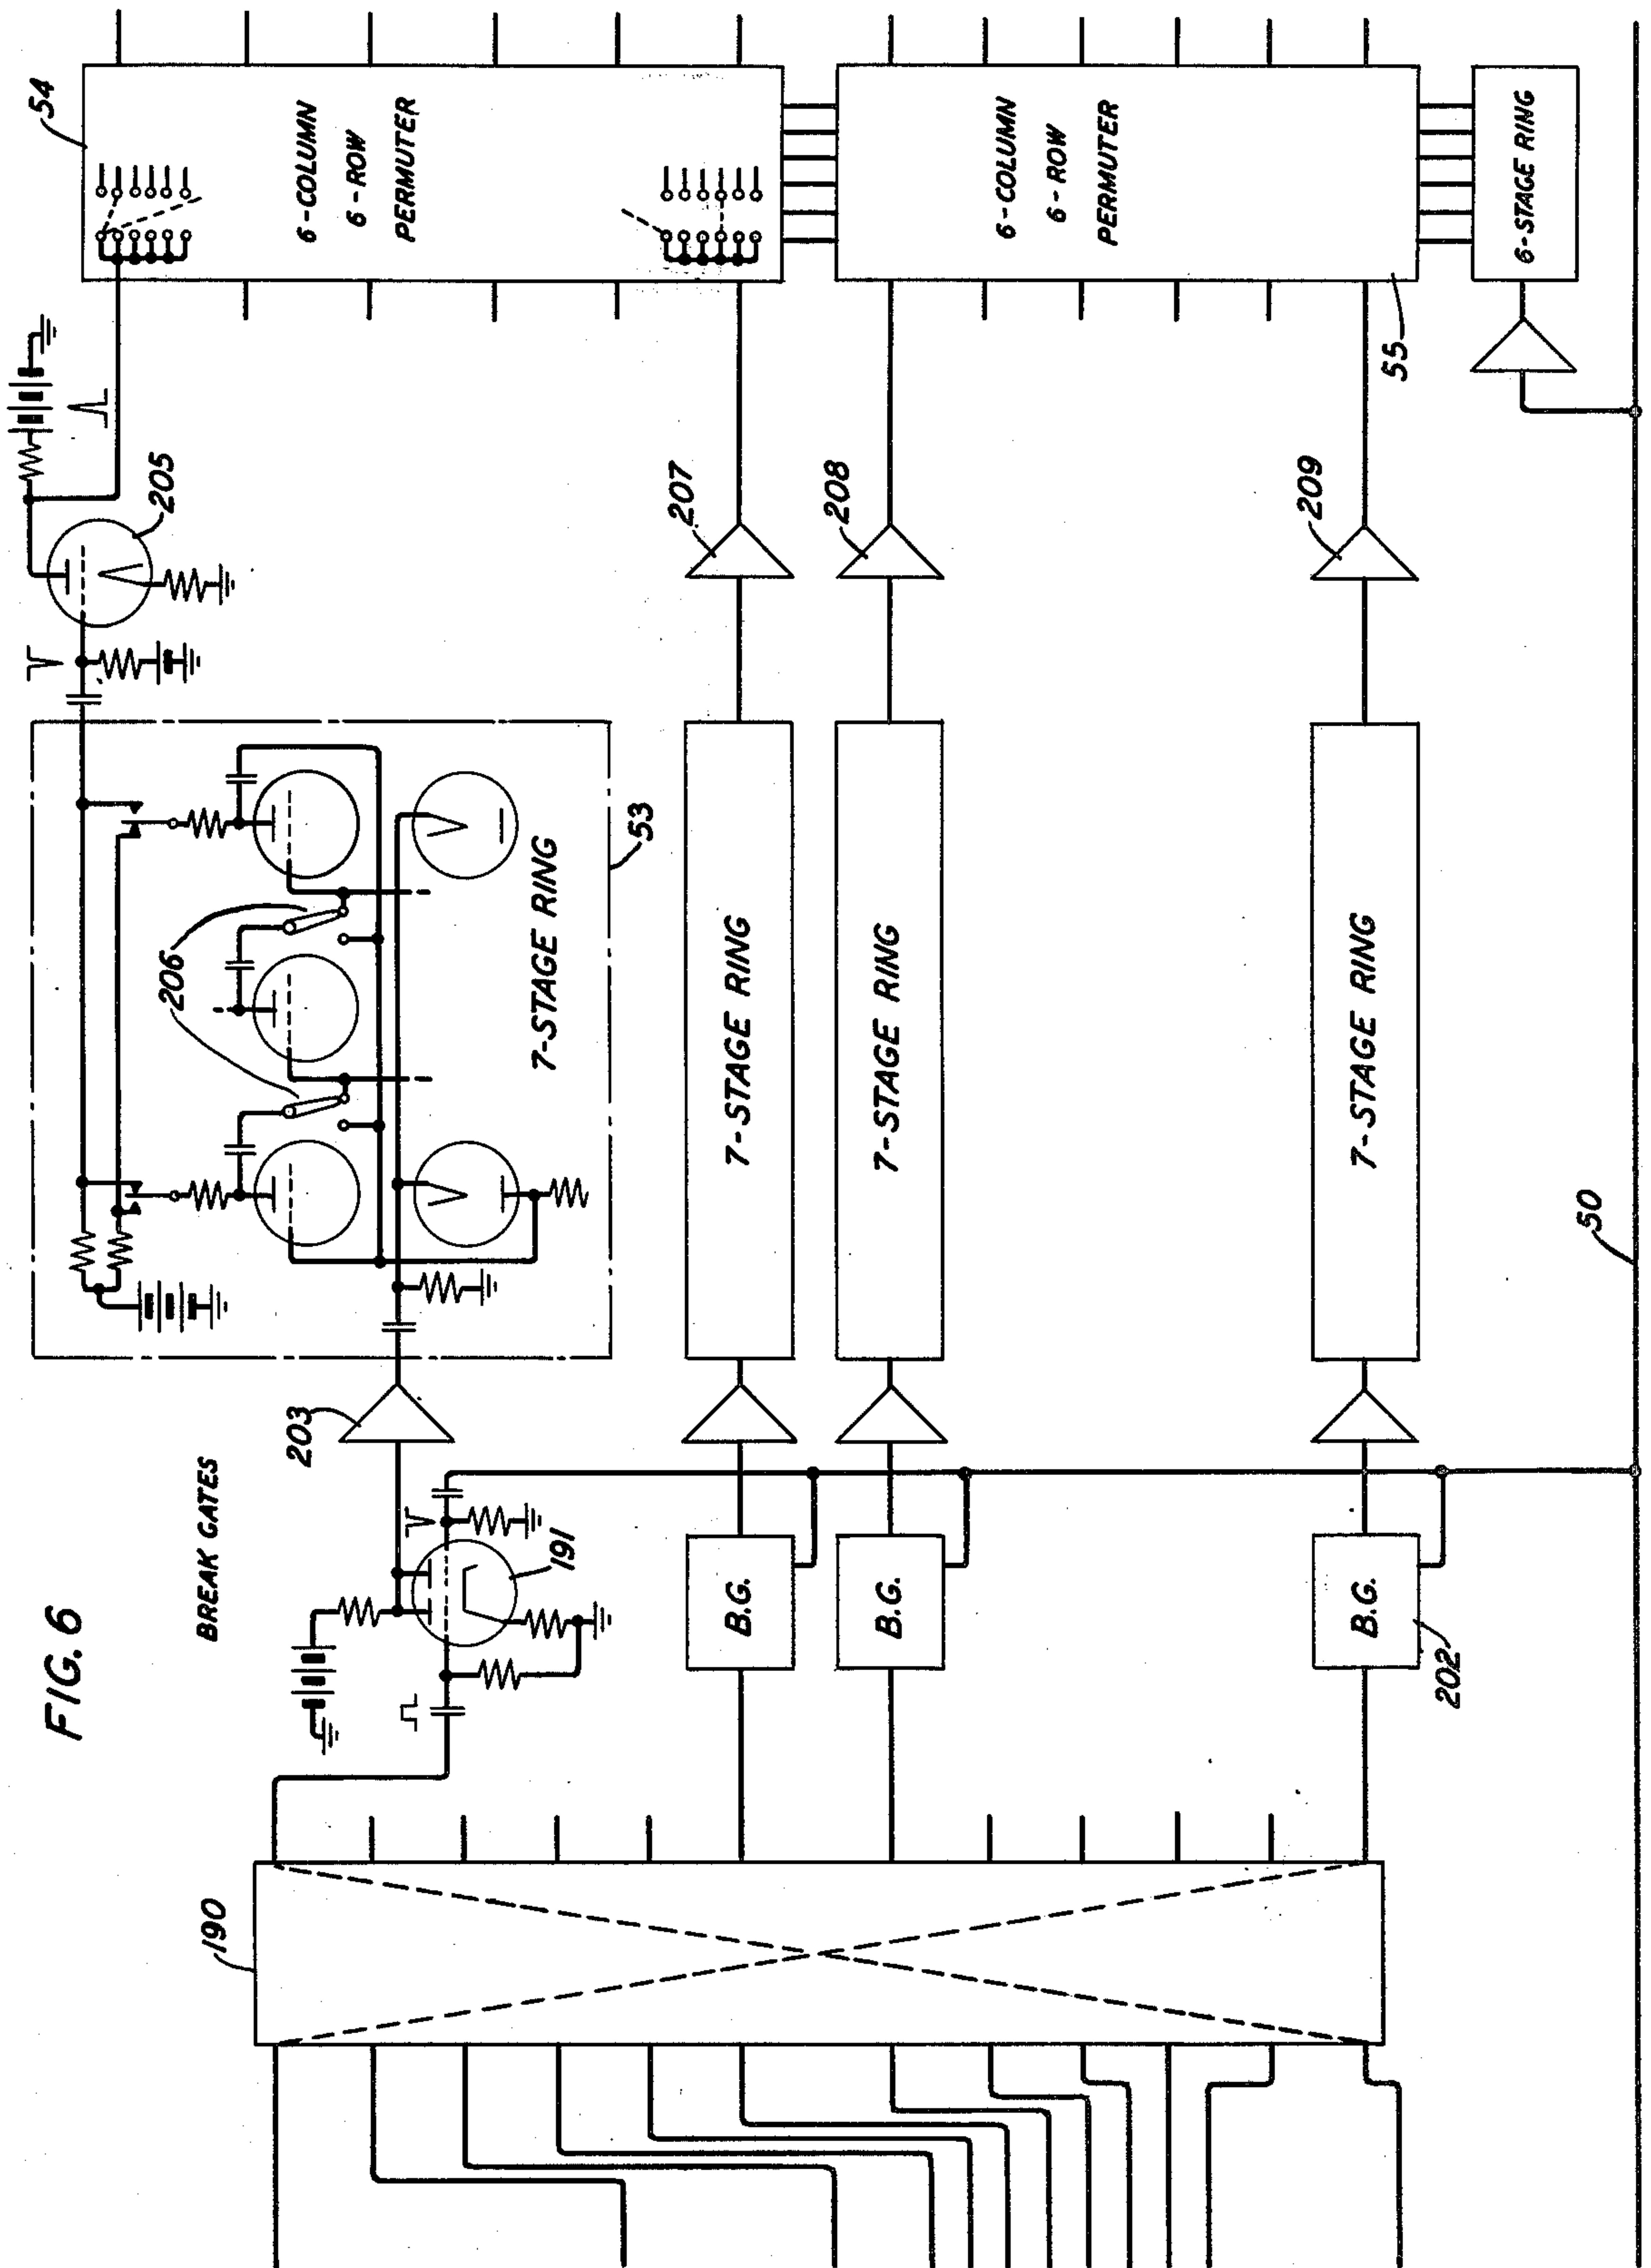 FIG. 6
BREAK GATES
190
191
203
B.G.
B.G.
B.G.
202
206
7-STAGE RING
53
7-STAGE RING
7-STAGE RING
7-STAGE RING
205
207
208
209
54
6-COLUMN
6-ROW
PERMUTER
6-COLUMN
6-ROW
PERMUTER
55
6-STAGE RING
50